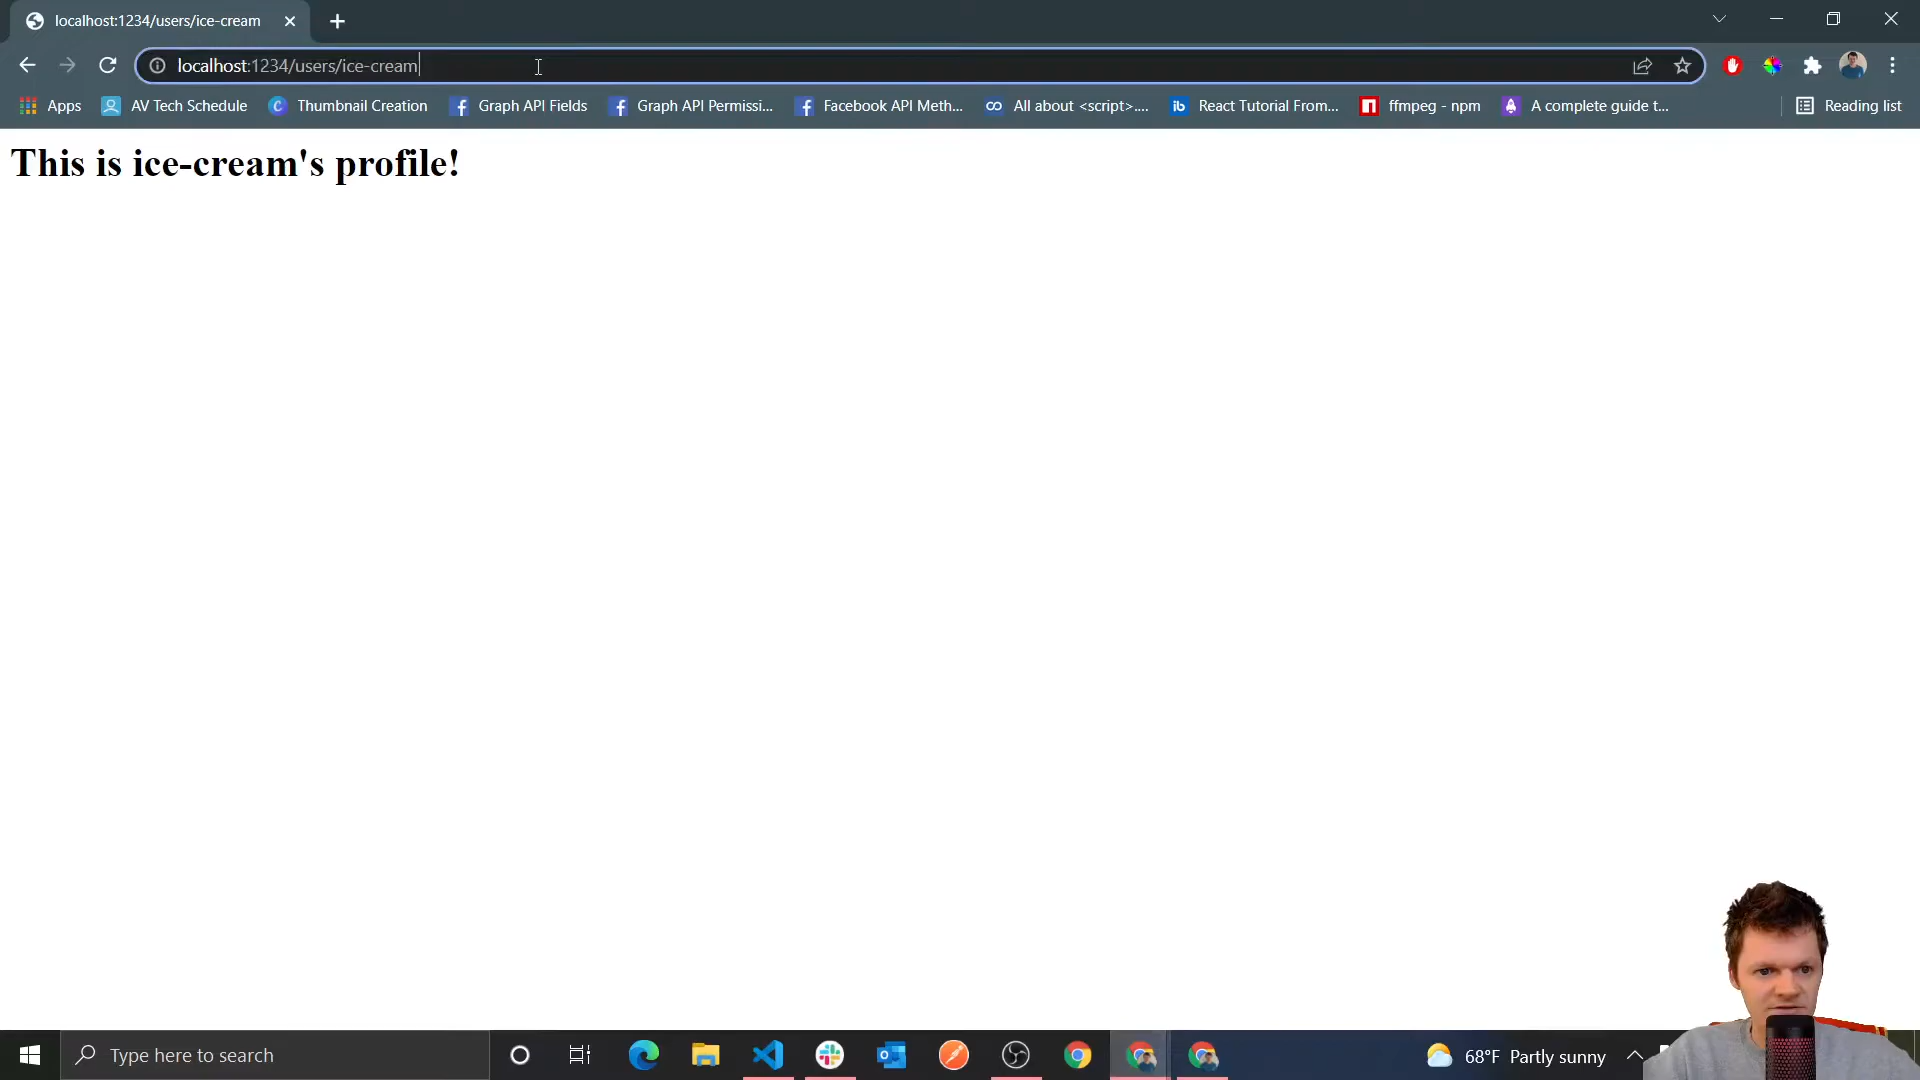 localhost:1234/users/ice-cream
localhost:1234/users/ice-cream
Apps AV Tech Schedule Thumbnail Creation Graph API Fields Graph API Permissi... Facebook API Meth... All about <script>.... React Tutorial From... ffmpeg - npm A complete guide t... Reading list
This is ice-cream's profile!
Type here to search 68°F Partly sunny